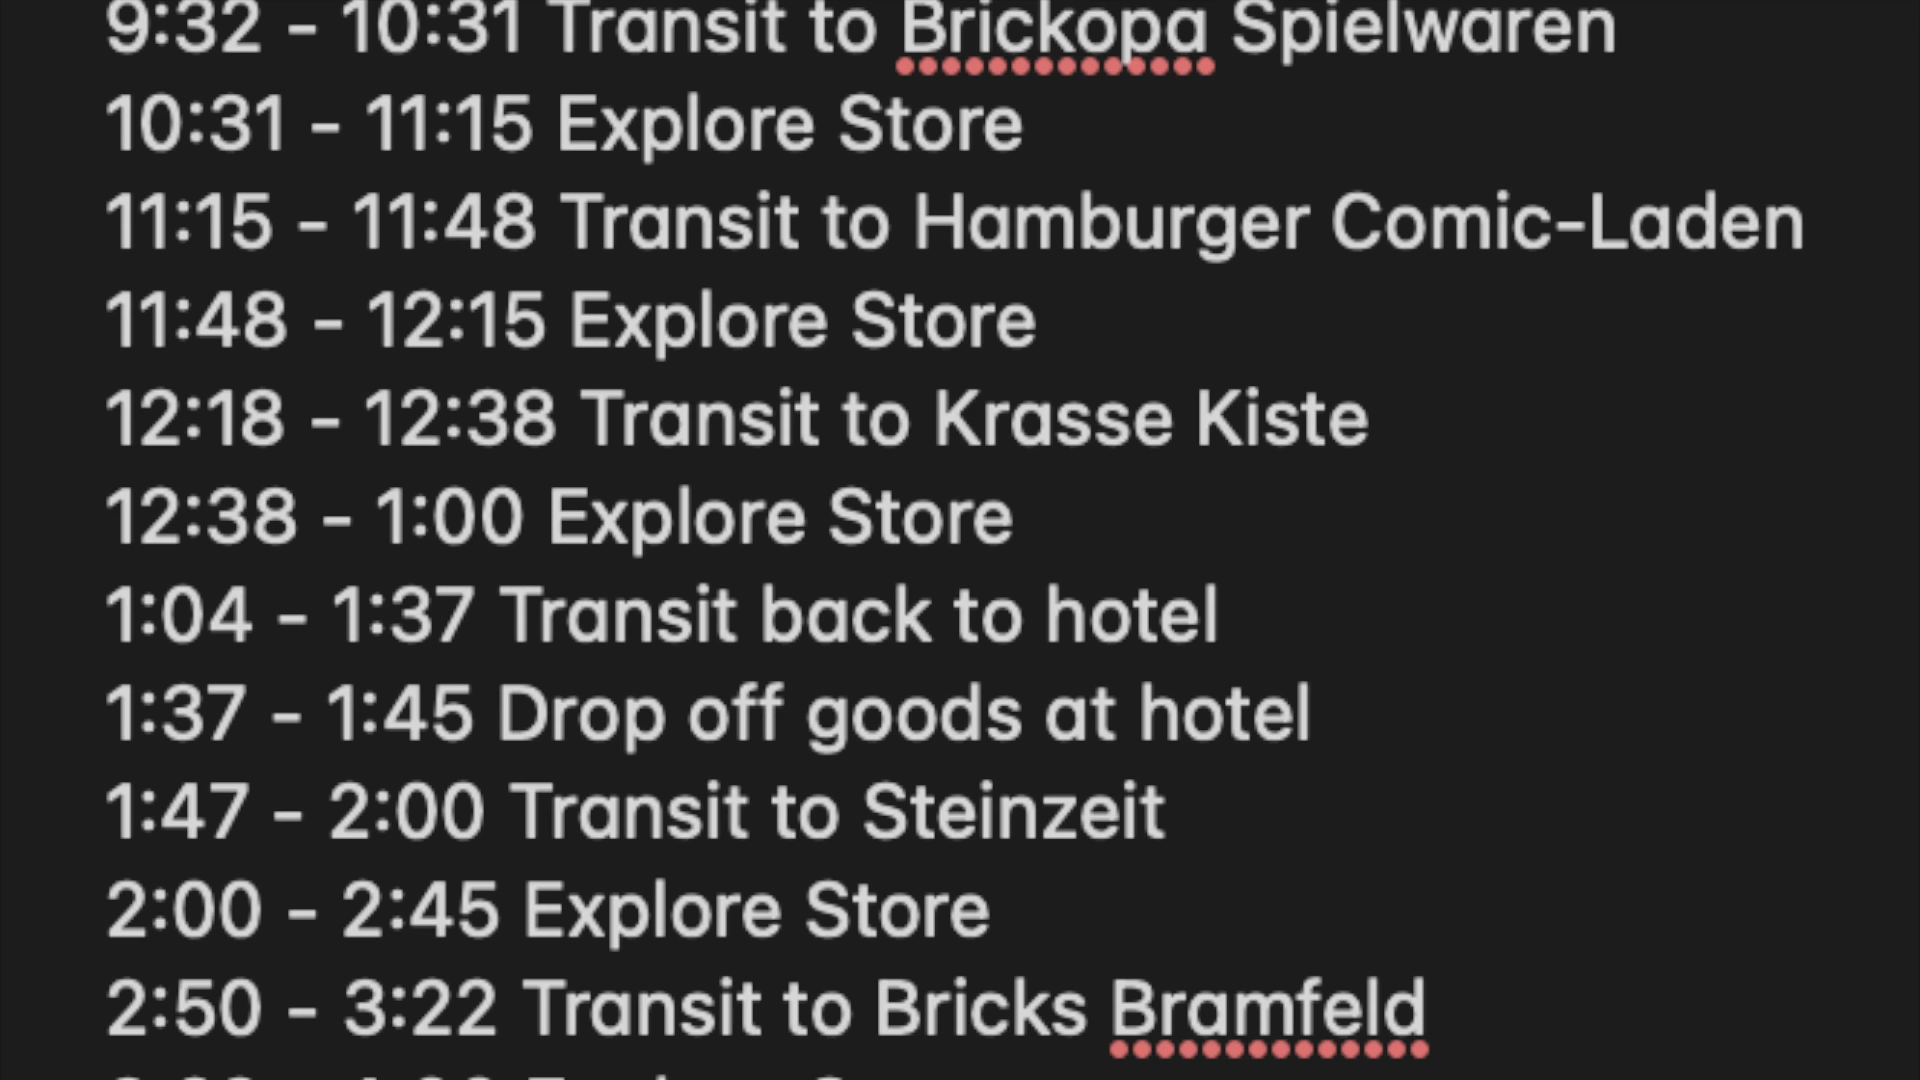 9:32 - 10:31 Transit to Brickopa Spielwaren
10:31 - 11:15 Explore Store
11:15 - 11:48 Transit to Hamburger Comic-Laden
11:48 - 12:15 Explore Store
12:18 - 12:38 Transit to Krasse Kiste
12:38 - 1:00 Explore Store
1:04 - 1:37 Transit back to hotel
1:37 - 1:45 Drop off goods at hotel
1:47 - 2:00 Transit to Steinzeit
2:00 - 2:45 Explore Store
2:50 - 3:22 Transit to Bricks Bramfeld